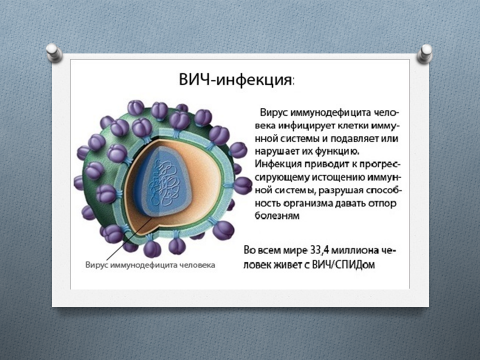 ВИЧ-инфекция:
Вирус иммунодефицита чело-
века инфицирует клетки имму-
нной системы и подавляет или
нарушает их функцию.
Инфекция приводит к прогрес-
сирующему истощению иммун-
ной системы, разрушая способ-
ность организма давать отпор
болезням
Во всем мире 33,4 миллиона че-
ловек живет с ВИЧ/СПИДом
Вирус иммунодефицита человека